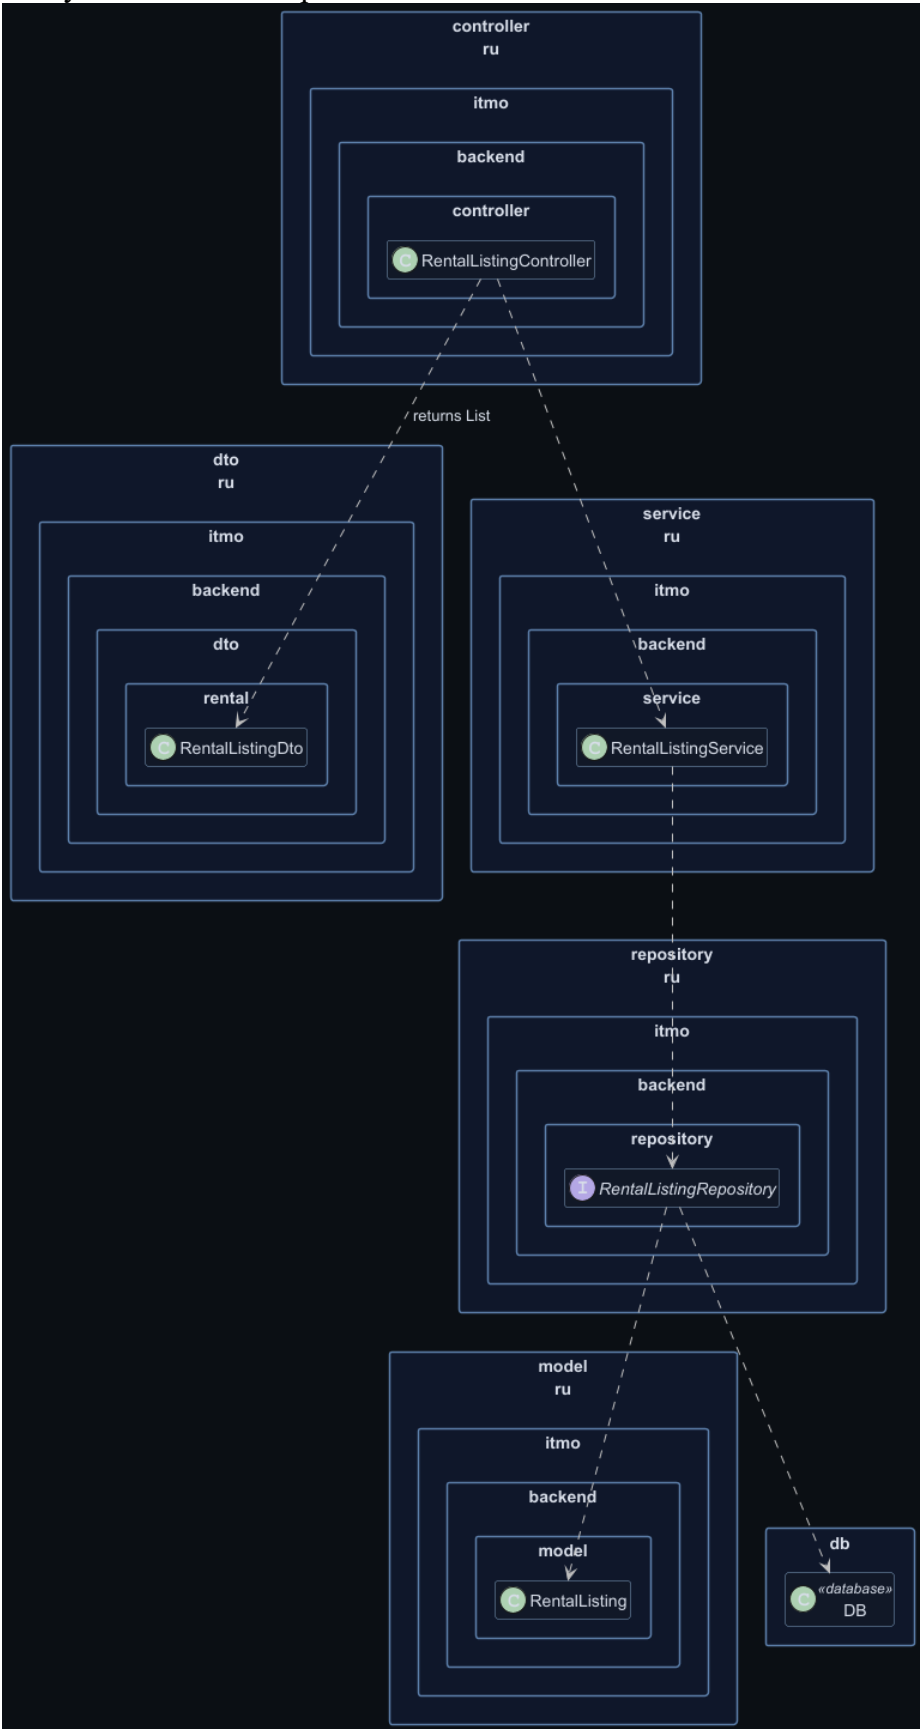 controller
ru
itmo
backend
controller
C RentalListingController
returns List
dto
ru
itmo
backend
dto
rental
C RentalListingDto
service
ru
itmo
backend
service
C RentalListingService
repository
ru
itmo
backend
repository
I RentalListingRepository
model
ru
itmo
backend
model
C RentalListing
db
C «database»
DB